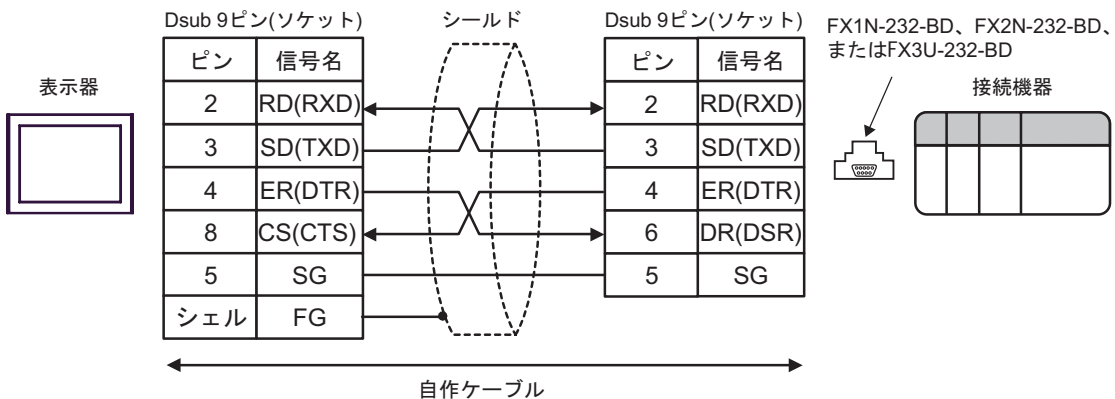 Dsub 9ピン(ソケット)
シールド
Dsub 9ピン(ソケット)
FX1N-232-BD、FX2N-232-BD、
またはFX3U-232-BD
表示器
接続機器
ピン 信号名
2 RD(RXD)
3 SD(TXD)
4 ER(DTR)
8 CS(CTS)
5 SG
シェル FG
ピン 信号名
2 RD(RXD)
3 SD(TXD)
4 ER(DTR)
6 DR(DSR)
5 SG
自作ケーブル